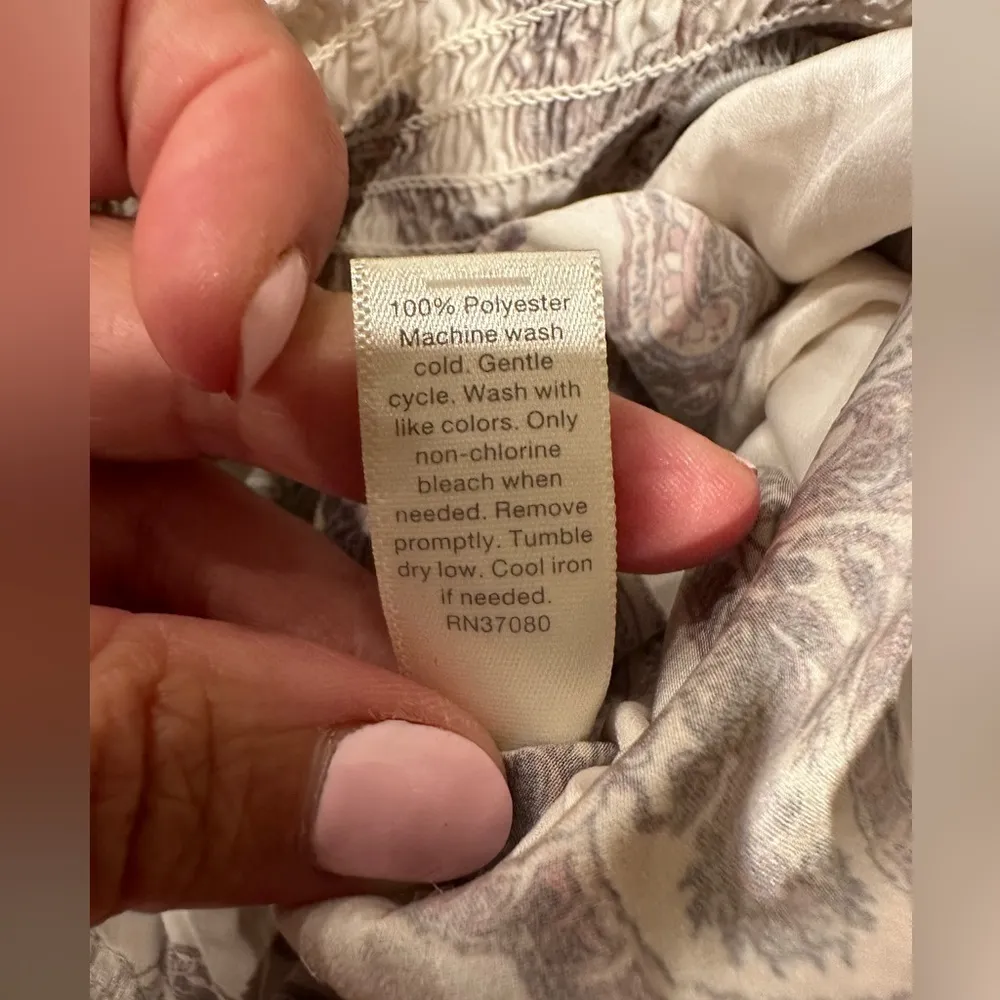 100% Polyester
Machine wash
cold. Gentle
cycle. Wash with
like colors. Only
non-chlorine
bleach when
needed. Remove
promptly. Tumble
dry low. Cool iron
if needed.
RN37080